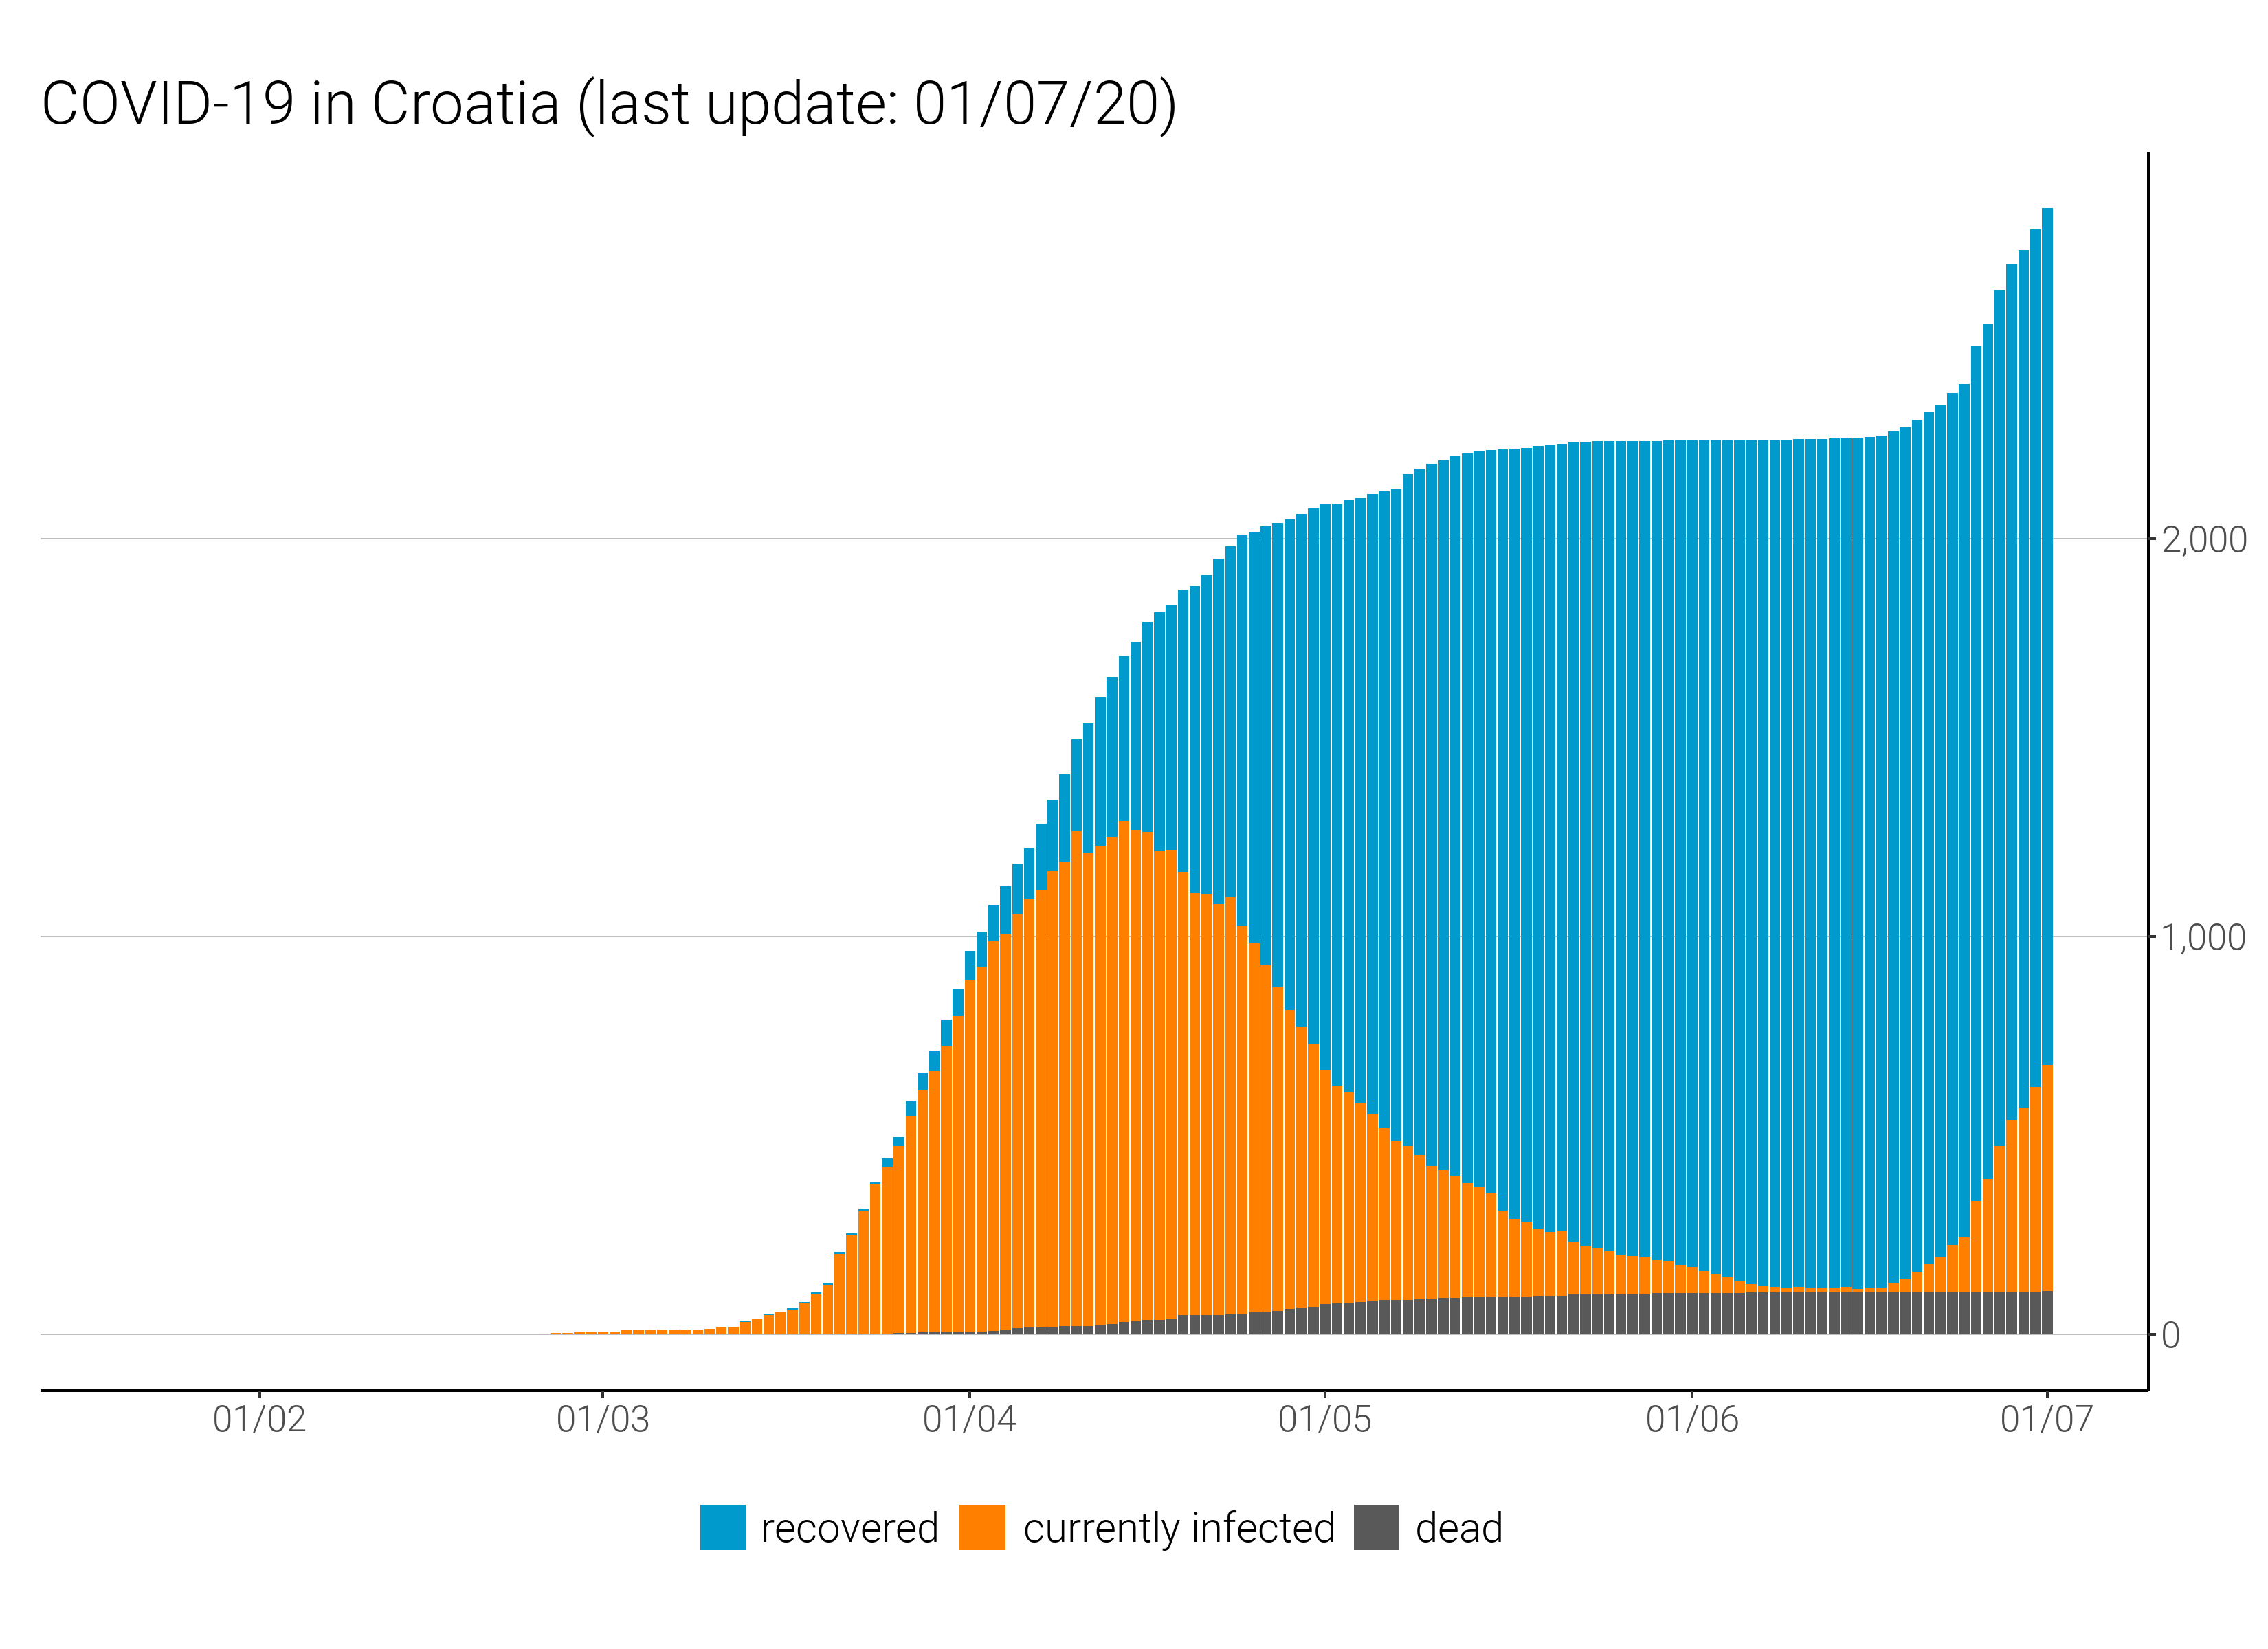 COVID-19 in Croatia (last update: 01/07/20)
2,000
1,000
0
01/02 01/03 01/04 01/05 01/06 01/07
recovered currently infected dead